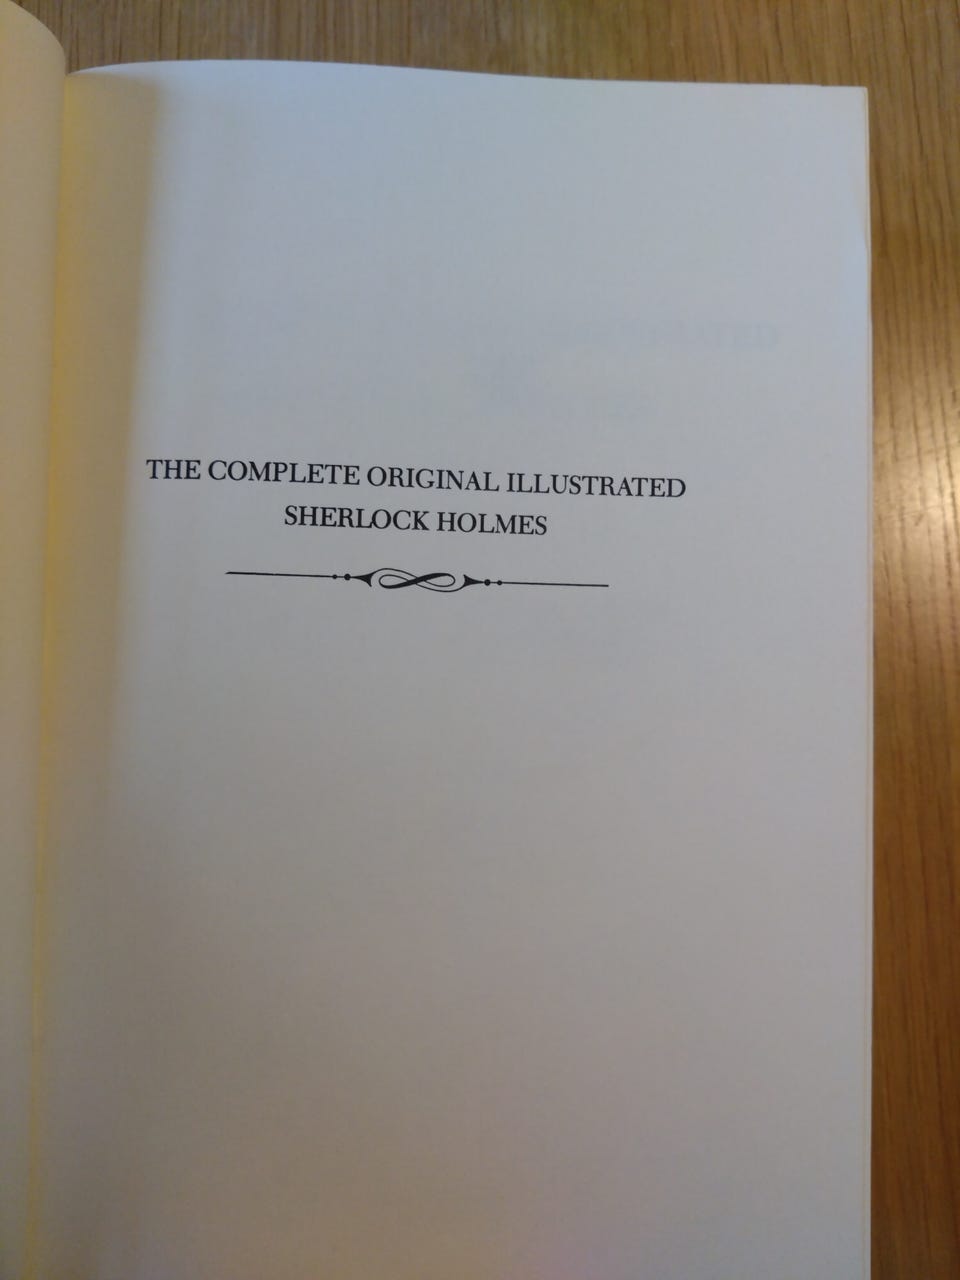 THE COMPLETE ORIGINAL ILLUSTRATED
SHERLOCK HOLMES